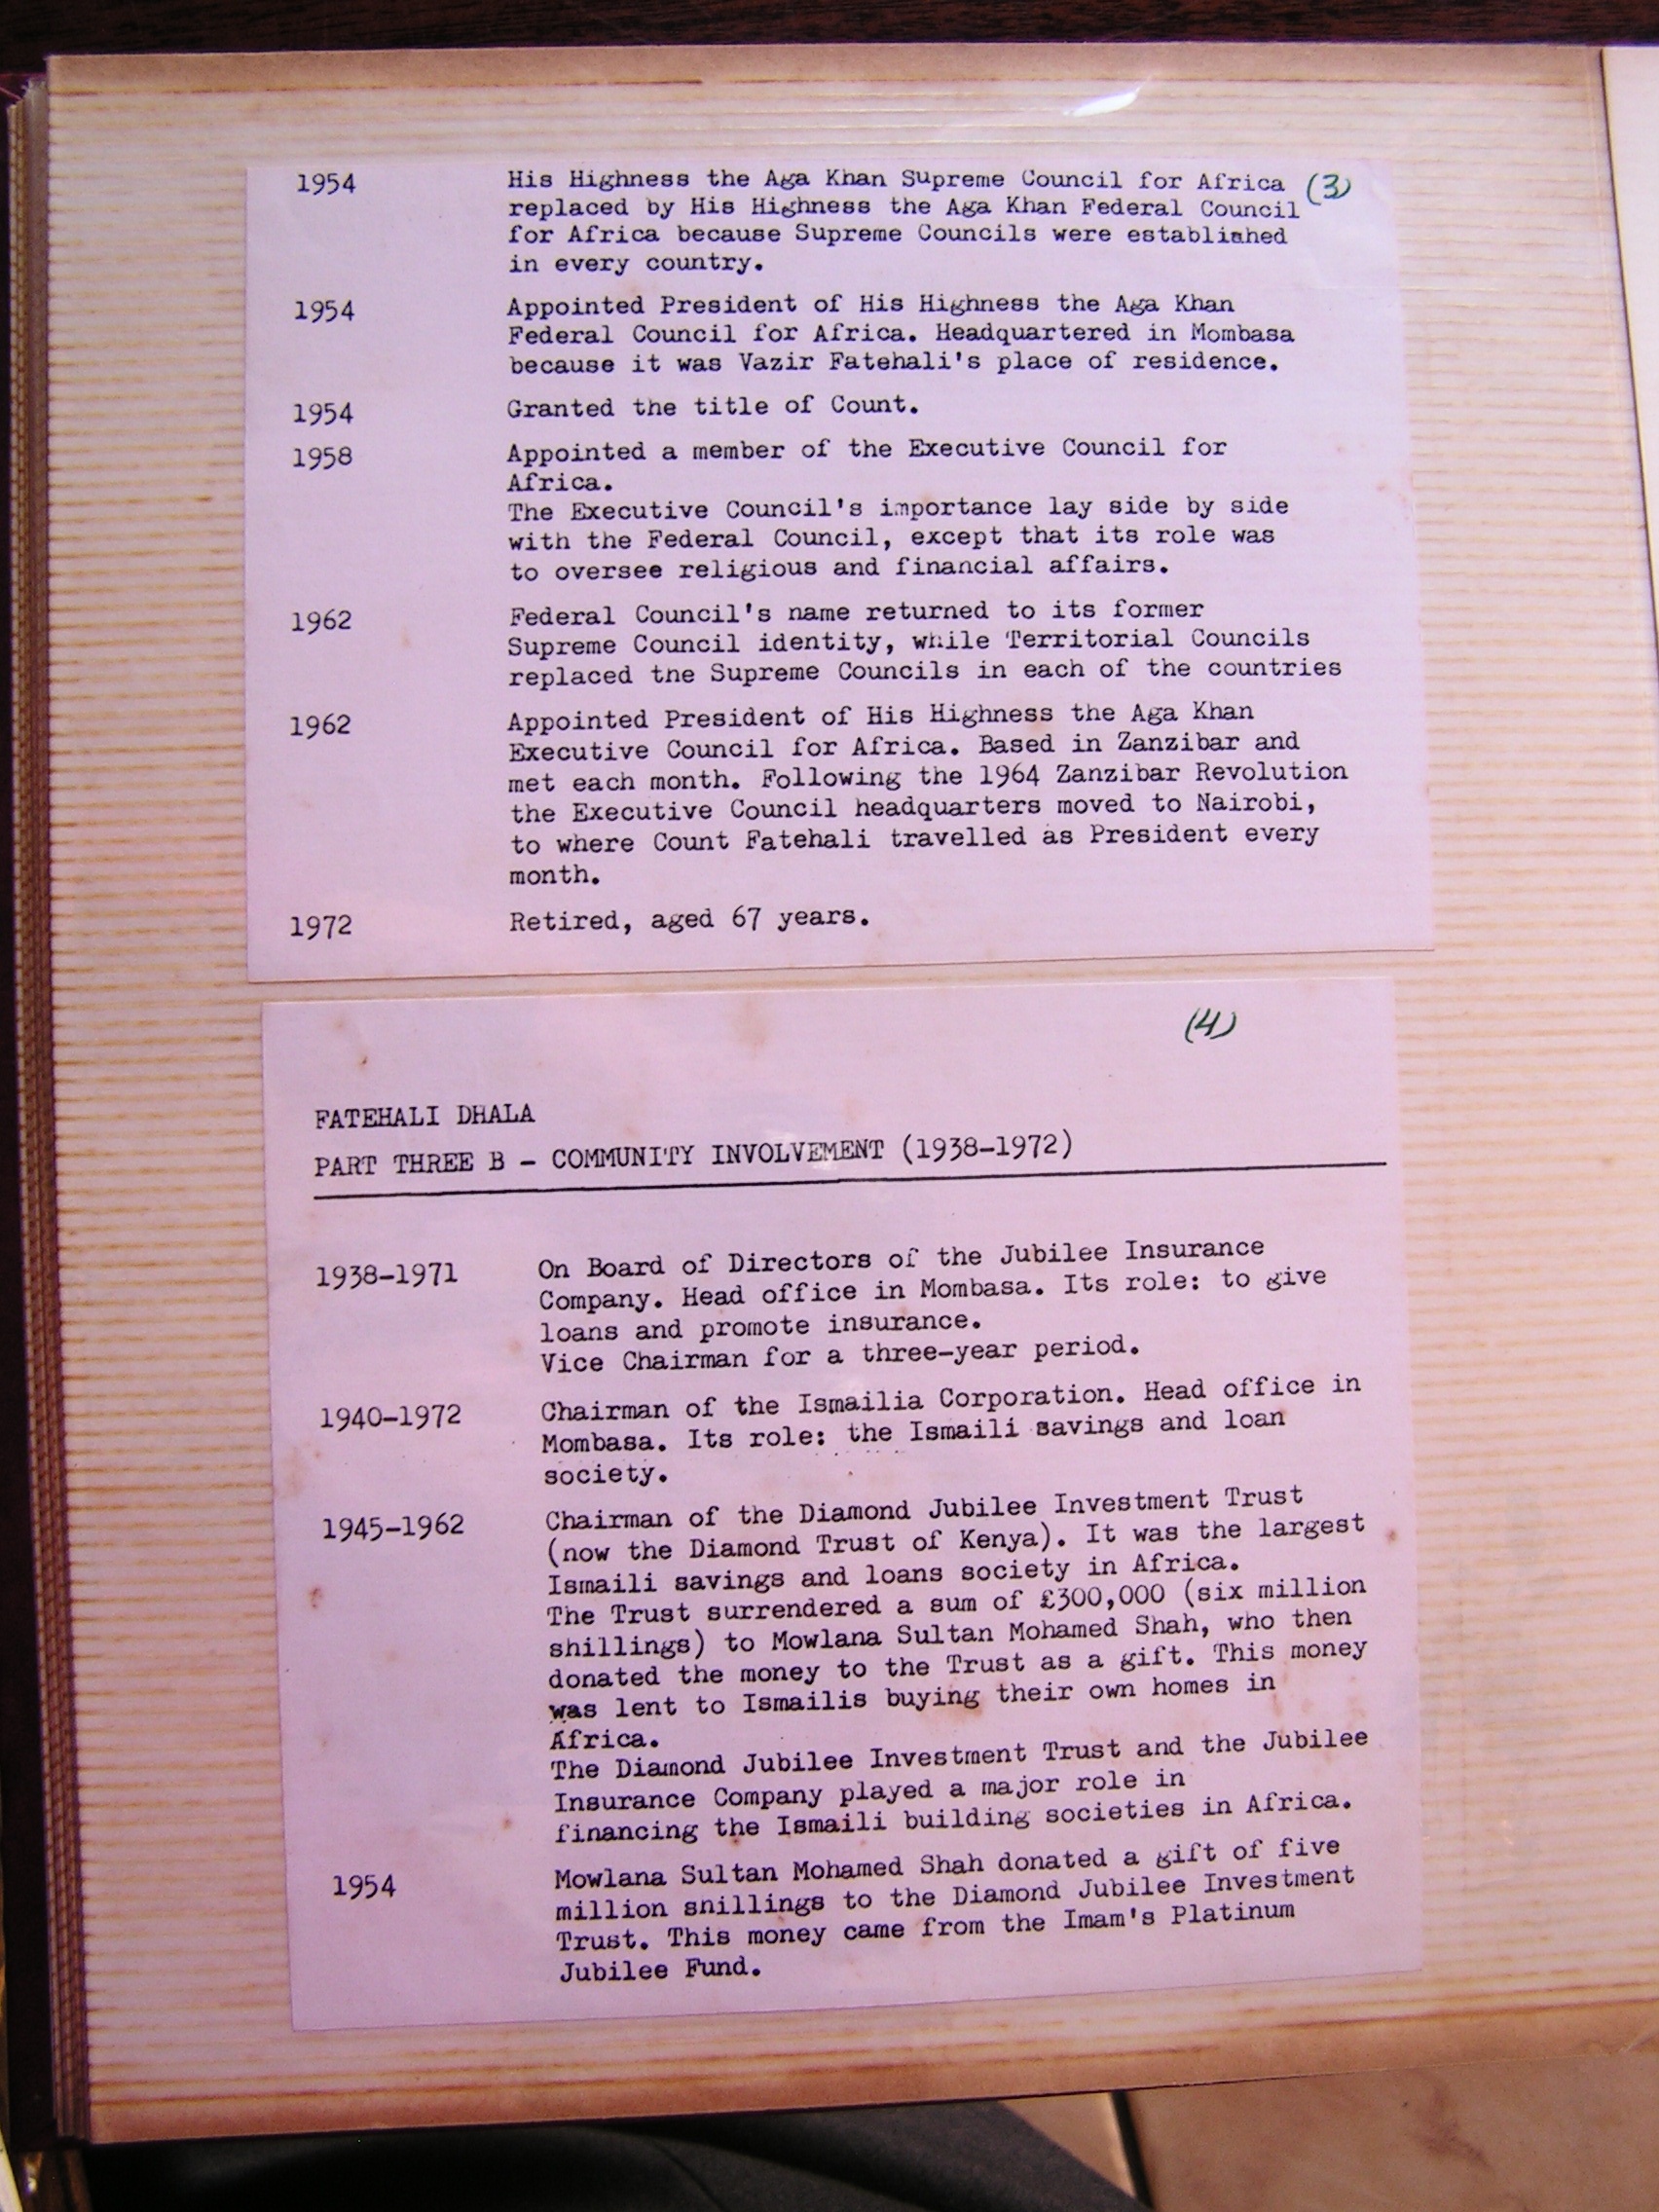 1954 His Highness the Aga Khan Supreme Council for Africa (3)
replaced by His Highness the Aga Khan Federal Council
for Africa because Supreme Councils were established
in every country.
1954 Appointed President of His Highness the Aga Khan
Federal Council for Africa. Headquartered in Mombasa
because it was Vazir Fatehali's place of residence.
1954 Granted the title of Count.
1958 Appointed a member of the Executive Council for
Africa.
The Executive Council's importance lay side by side
with the Federal Council, except that its role was
to oversee religious and financial affairs.
1962 Federal Council's name returned to its former
Supreme Council identity, while Territorial Councils
replaced the Supreme Councils in each of the countries
1962 Appointed President of His Highness the Aga Khan
Executive Council for Africa. Based in Zanzibar and
met each month. Following the 1964 Zanzibar Revolution
the Executive Council headquarters moved to Nairobi,
to where Count Fatehali travelled as President every
month.
1972 Retired, aged 67 years.
(4)
FATEHALI DHALA
PART THREE B - COMMUNITY INVOLVEMENT (1938-1972)
1938-1971 On Board of Directors of the Jubilee Insurance
Company. Head office in Mombasa. Its role: to give
loans and promote insurance.
Vice Chairman for a three-year period.
1940-1972 Chairman of the Ismailia Corporation. Head office in
Mombasa. Its role: the Ismaili savings and loan
society.
1945-1962 Chairman of the Diamond Jubilee Investment Trust
(now the Diamond Trust of Kenya). It was the largest
Ismaili savings and loans society in Africa.
The Trust surrendered a sum of £300,000 (six million
shillings) to Mowlana Sultan Mohamed Shah, who then
donated the money to the Trust as a gift. This money
was lent to Ismailis buying their own homes in
Africa.
The Diamond Jubilee Investment Trust and the Jubilee
Insurance Company played a major role in
financing the Ismaili building societies in Africa.
1954 Mowlana Sultan Mohamed Shah donated a gift of five
million snillings to the Diamond Jubilee Investment
Trust. This money came from the Imam's Platinum
Jubilee Fund.